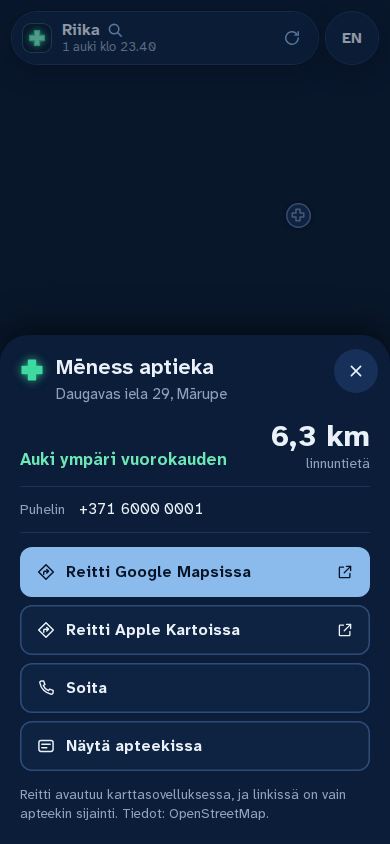 Riika
1 auki klo 23.40
EN
Mēness aptieka
Daugavas iela 29, Mārupe
6,3 km
Auki ympäri vuorokauden
linnuntietä
Puhelin +371 6000 0001
Reitti Google Mapsissa
Reitti Apple Kartoissa
Soita
Näytä apteekissa
Reitti avautuu karttasovelluksessa, ja linkissä on vain
apteekin sijainti. Tiedot: OpenStreetMap.